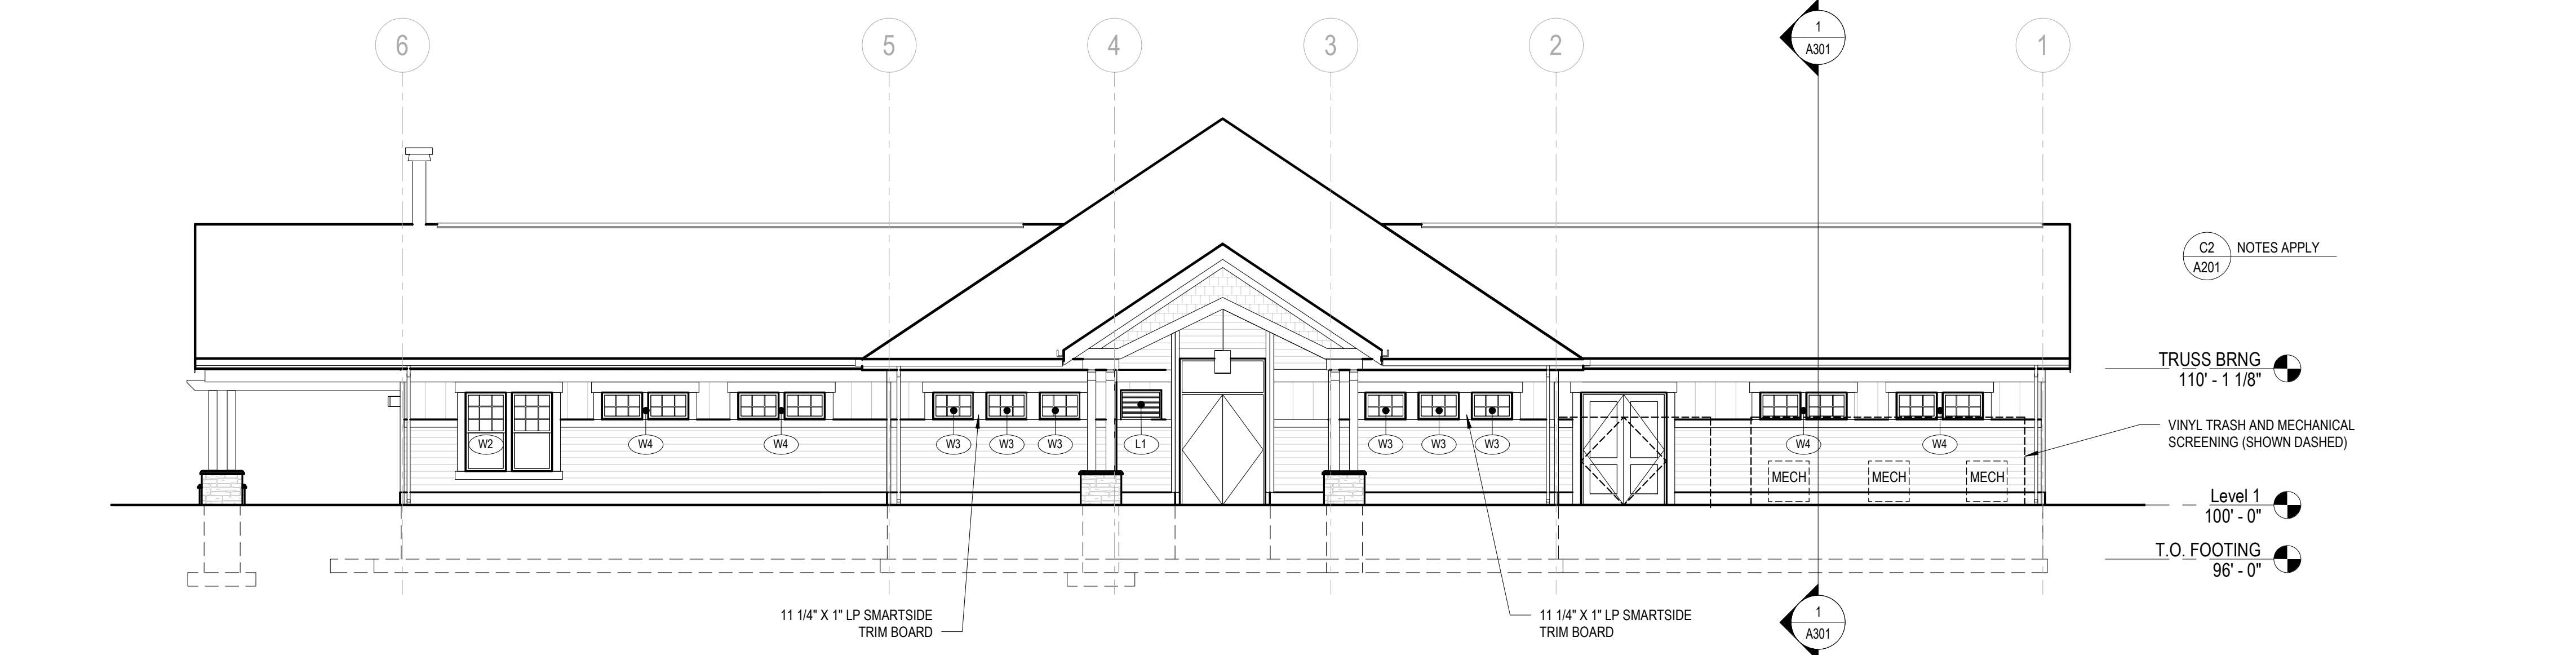 6
5
4
3
2
1
A301
1
C2
A201
NOTES APPLY
TRUSS BRNG
110' - 1 1/8"
W2
W4
W4
W3
W3
W3
L1
W3
W3
W3
W4
W4
VINYL TRASH AND MECHANICAL
SCREENING (SHOWN DASHED)
MECH
MECH
MECH
Level 1
100' - 0"
T.O. FOOTING
96' - 0"
11 1/4" X 1" LP SMARTSIDE
TRIM BOARD
11 1/4" X 1" LP SMARTSIDE
TRIM BOARD
1
A301